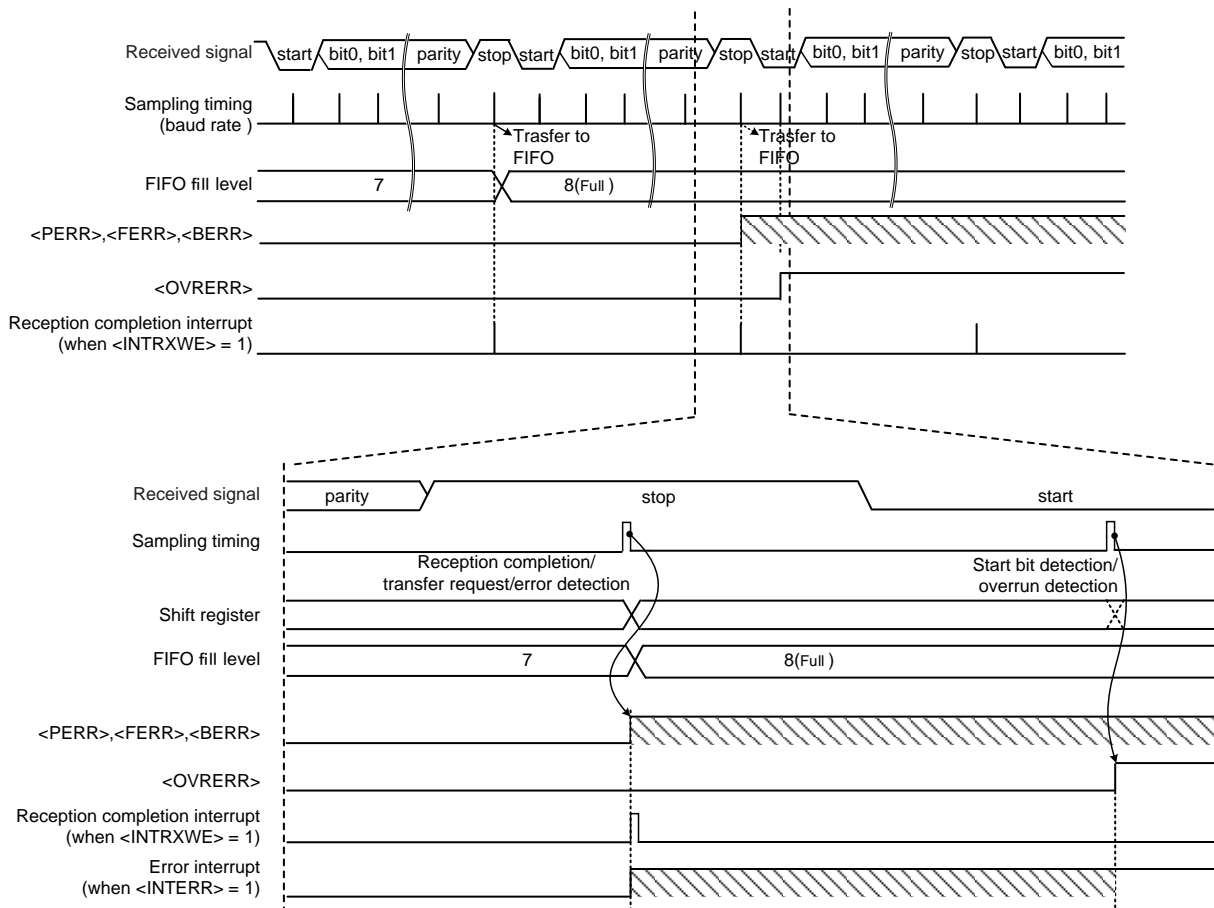 Received signal
start bit0, bit1 parity stop start bit0, bit1 parity stop start bit0, bit1 parity stop start bit0, bit1
Sampling timing
(baud rate )
Trasfer to
FIFO
Trasfer to
FIFO
FIFO fill level
7
8(Full )
<PERR>,<FERR>,<BERR>
<OVRERR>
Reception completion interrupt
(when <INTRXWE> = 1)
Received signal
parity stop start
Sampling timing
Reception completion/
transfer request/error detection
Start bit detection/
overrun detection
Shift register
FIFO fill level
7
8(Full )
<PERR>,<FERR>,<BERR>
<OVRERR>
Reception completion interrupt
(when <INTRXWE> = 1)
Error interrupt
(when <INTERR> = 1)